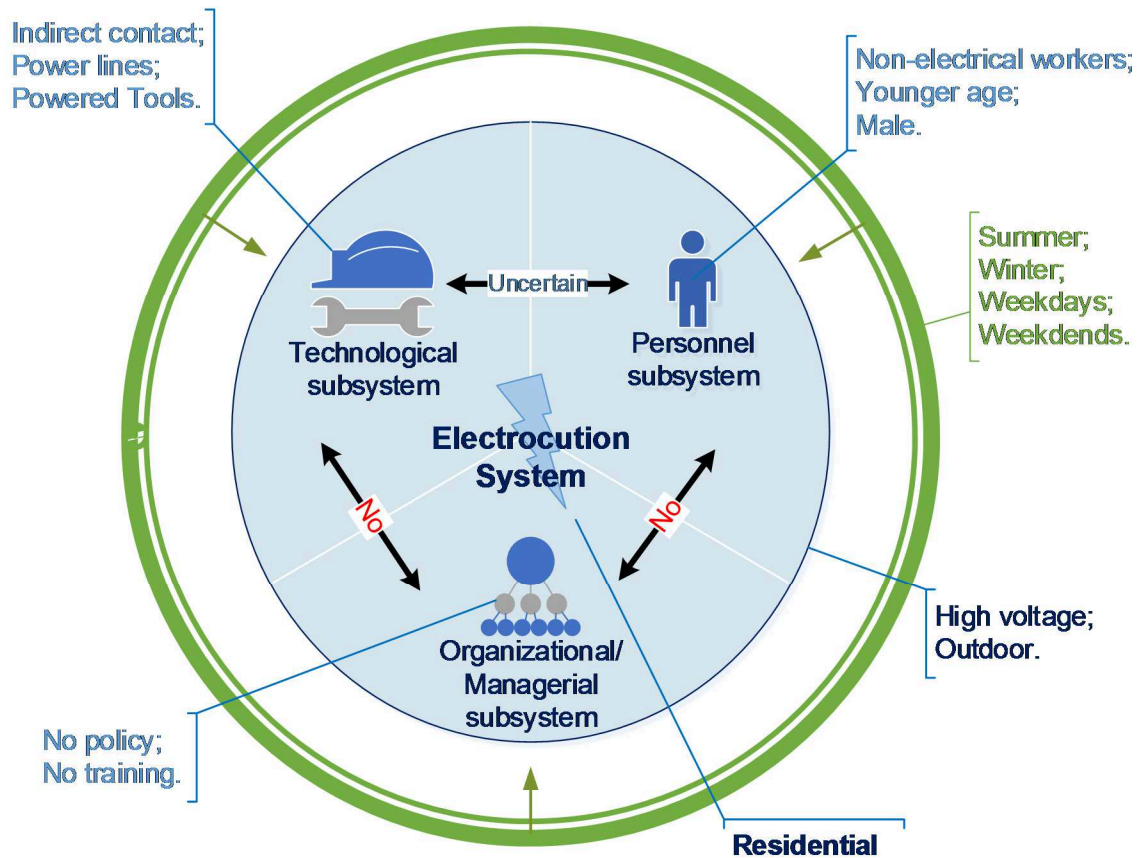 Indirect contact;
Power lines;
Powered Tools.
Non-electrical workers;
Younger age;
Male.
Summer;
Winter;
Weekdays;
Weekdends.
Uncertain
Technological
subsystem
Personnel
subsystem
Electrocution
System
No
No
Organizational/
Managerial
subsystem
High voltage;
Outdoor.
No policy;
No training.
Residential